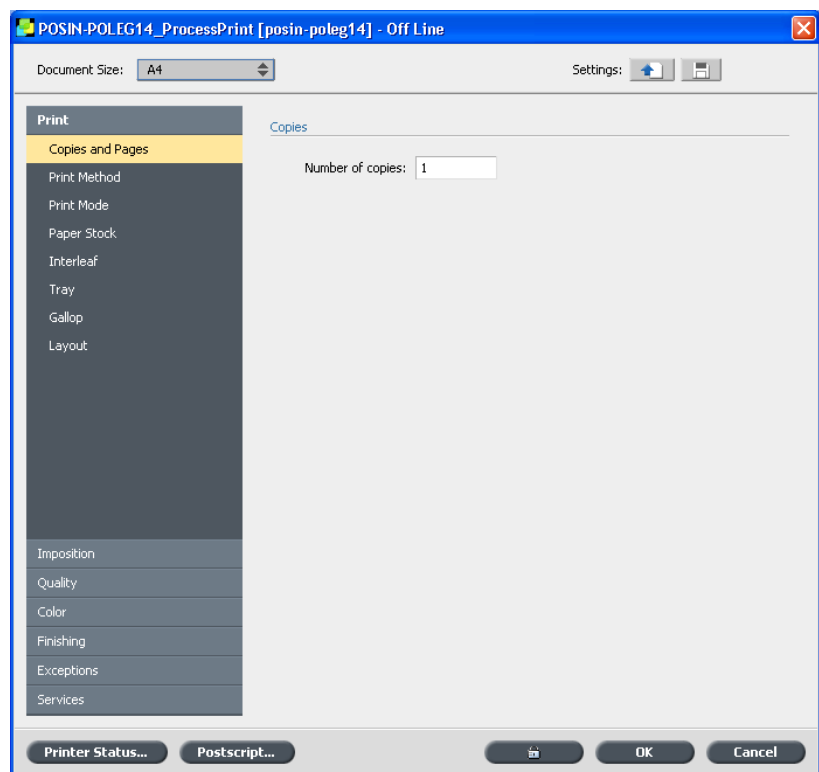 POSIN-POLEG14_ProcessPrint [posin-poleg14] - Off Line
Document Size: A4
Settings:
Print
Copies and Pages
Print Method
Print Mode
Paper Stock
Interleaf
Tray
Gallop
Layout
Imposition
Quality
Color
Finishing
Exceptions
Services
Copies
Number of copies: 1
Printer Status... Postscript... OK Cancel